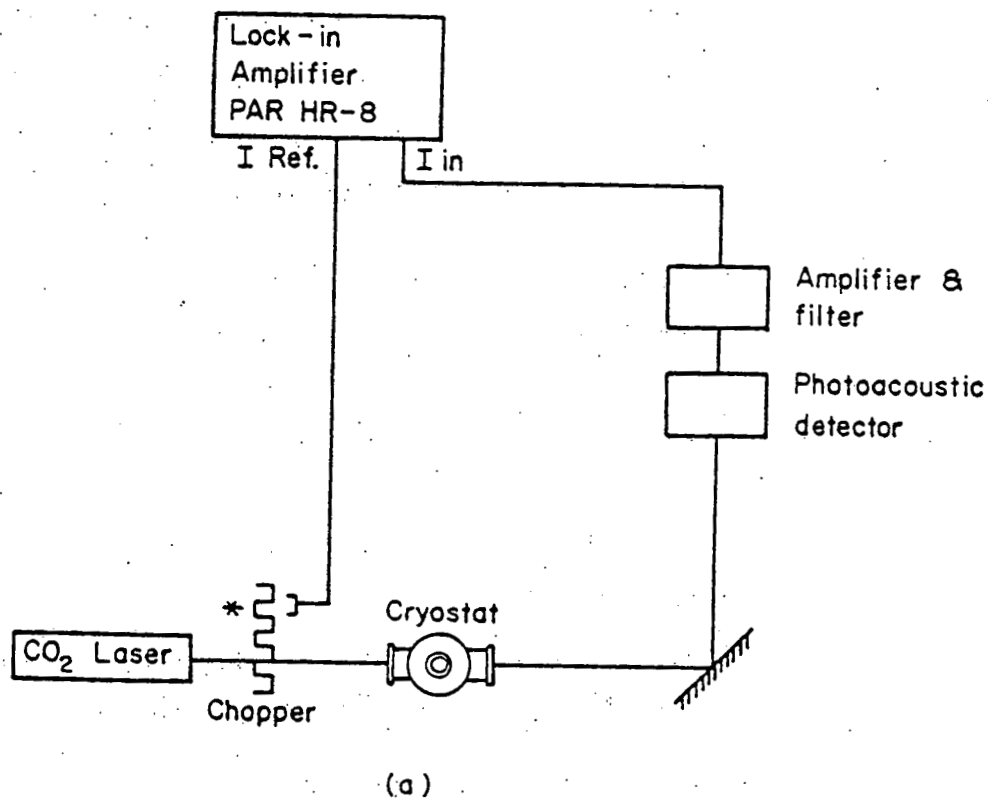 Lock-in
Amplifier
PAR HR-8
I Ref.
I in
Amplifier &
filter
Photoacoustic
detector
*
Cryostat
CO₂ Laser
Chopper
(a)